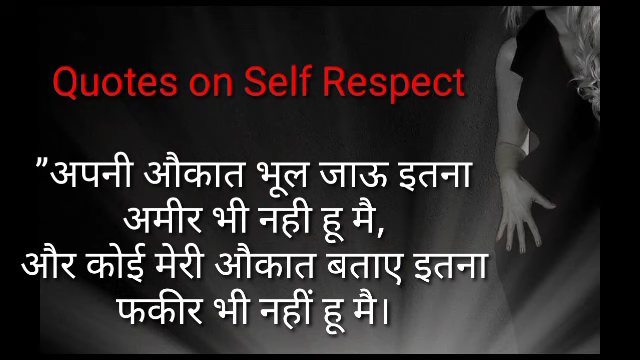 Quotes on Self Respect
”अपनी औकात भूल जाऊ इतना
अमीर भी नही हू मै,
और कोई मेरी औकात बताए इतना
फकीर भी नहीं हू मै।